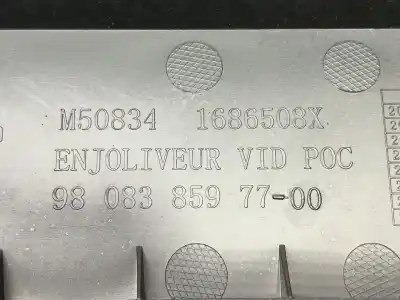 M50834 1686508X
ENJOLIVEUR VID POC
98 083 859 77-00